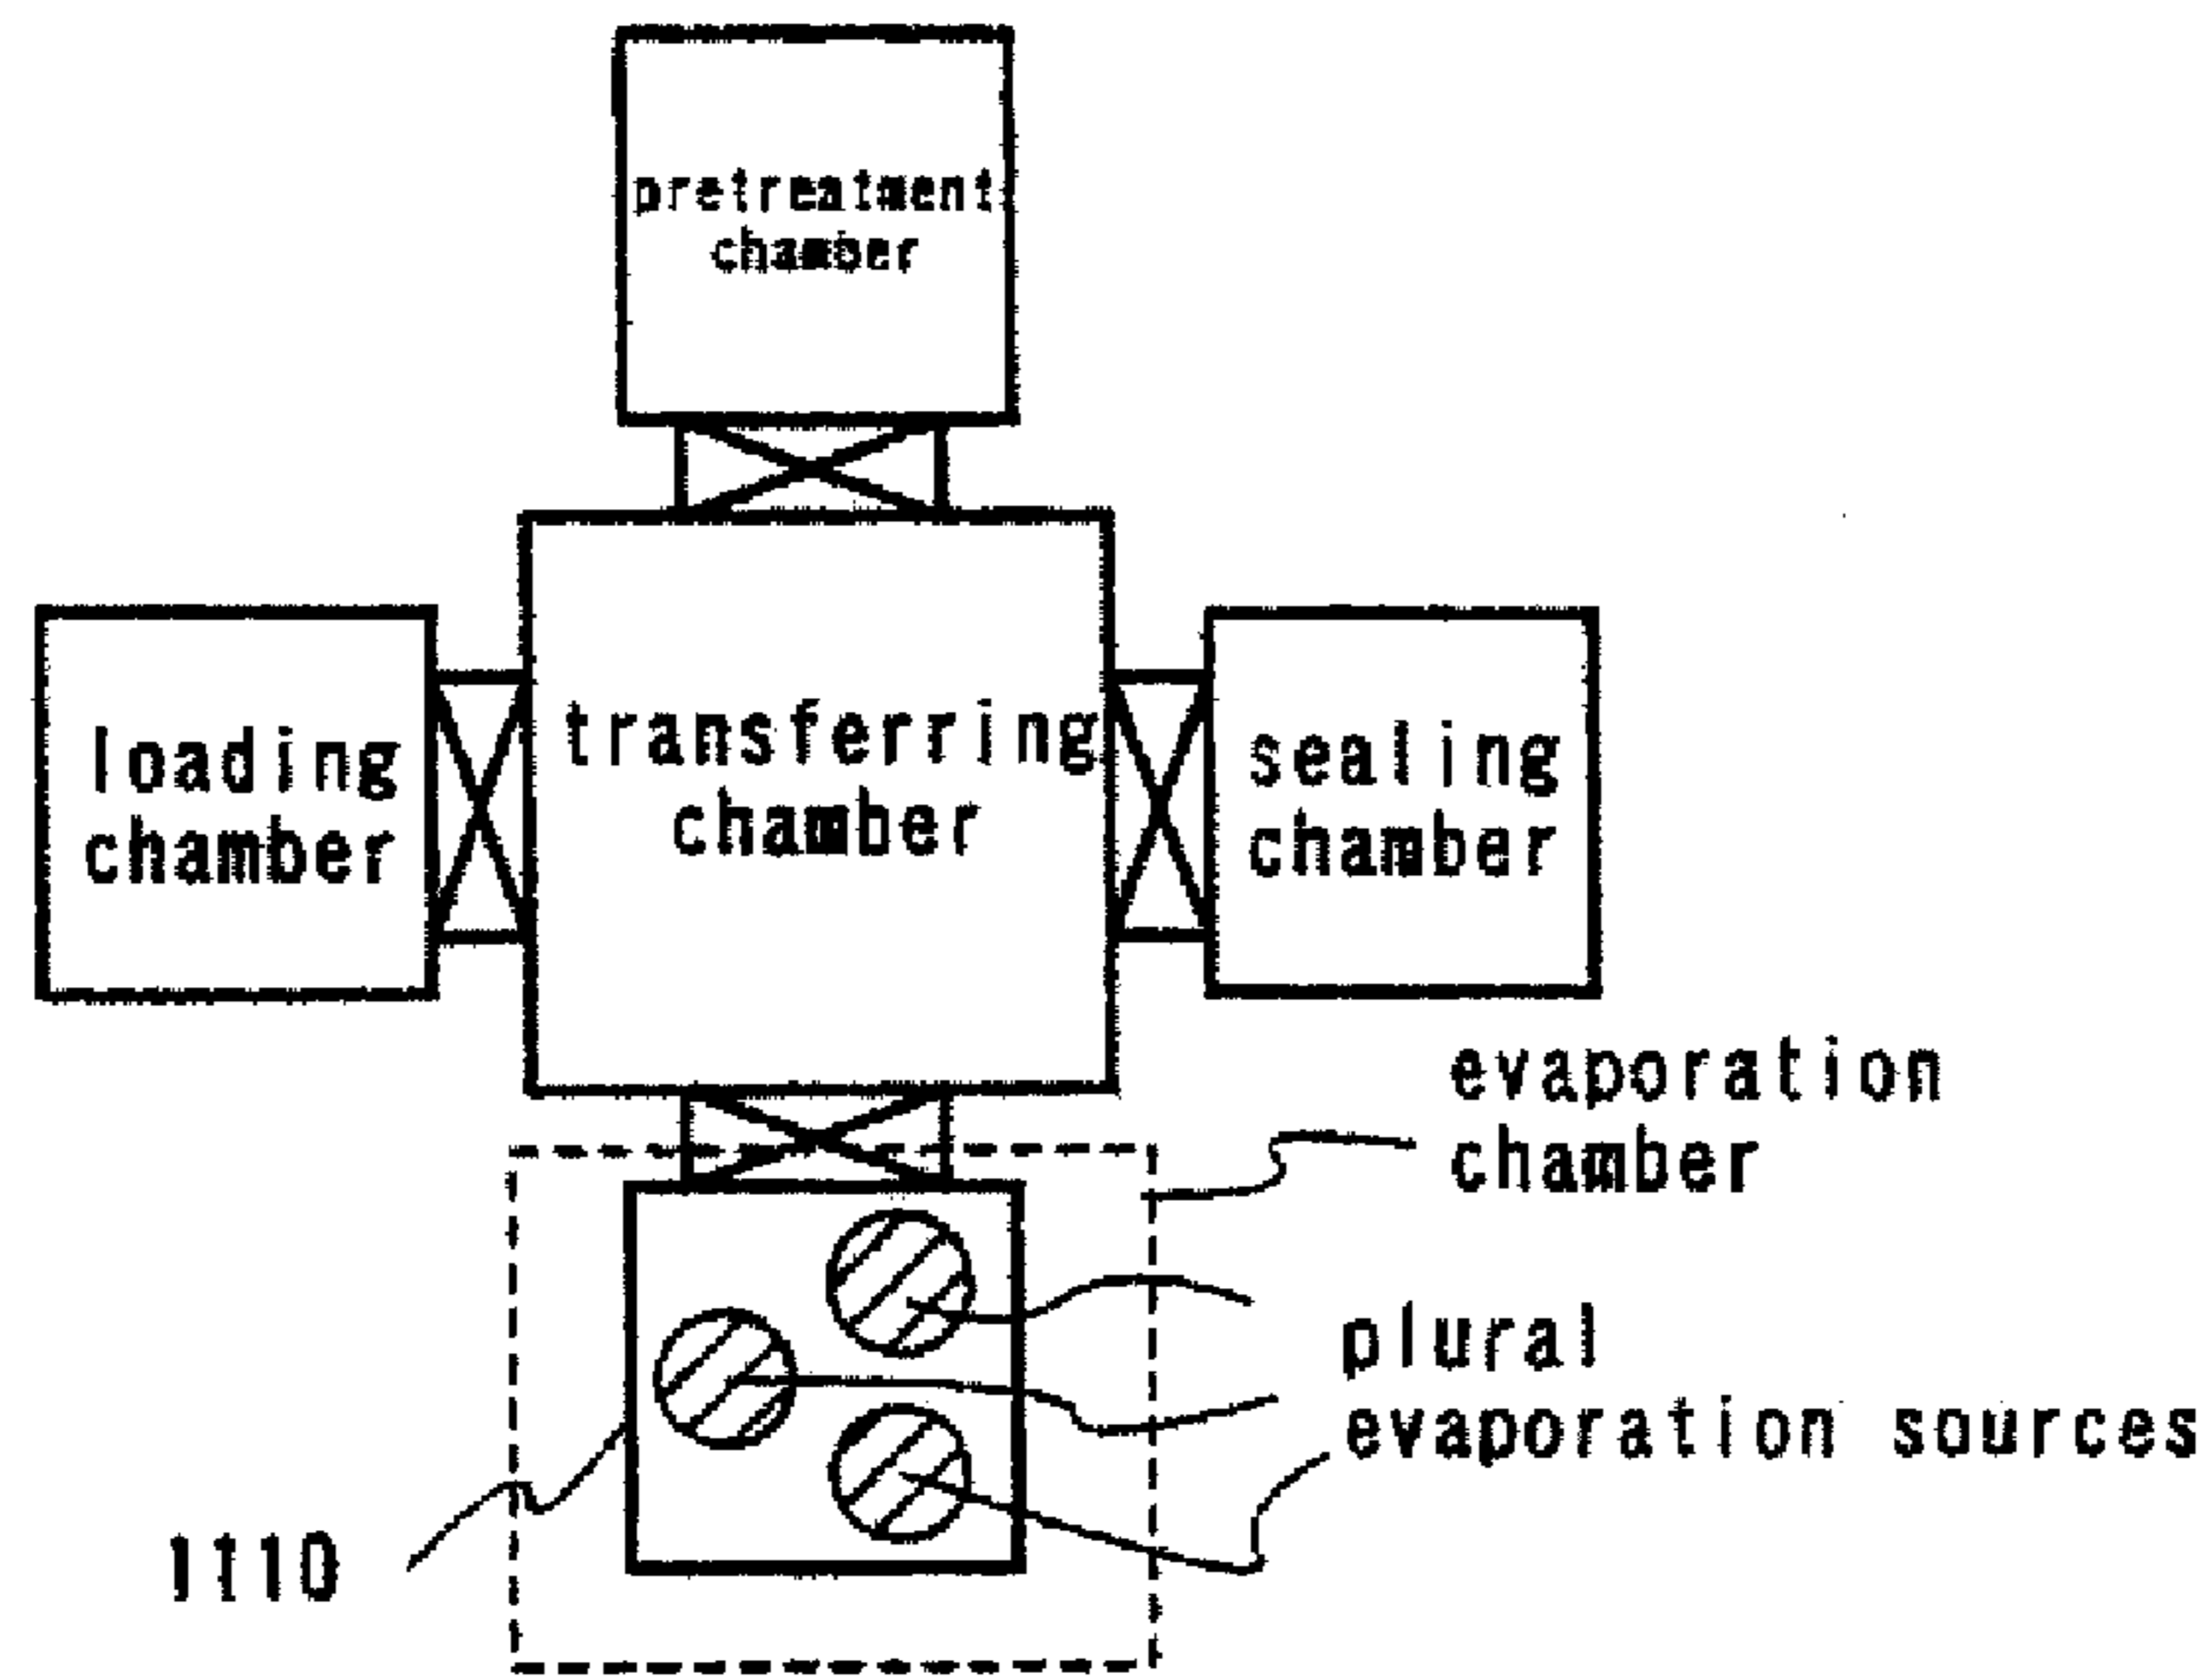 pretreatment
chamber
loading
chamber
transferring
chamber
sealing
chamber
evaporation
chamber
plural
evaporation sources
1110